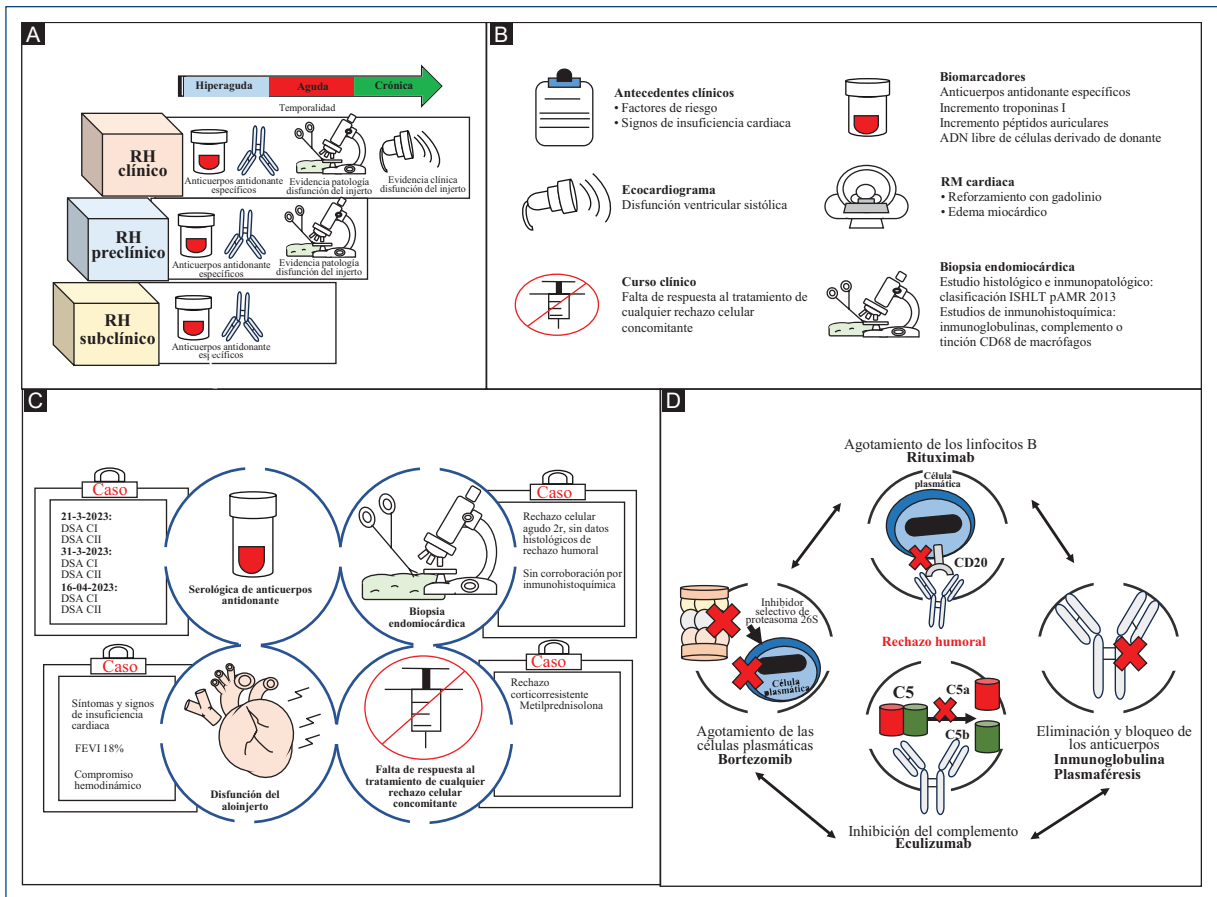 A
Hiperaguda
Aguda
Crónica
Temporalidad
RH
clínico
Anticuerpos antidonante
específicos
Evidencia patología
disfunción del injerto
Evidencia clínica
disfunción del injerto
RH
preclínico
Anticuerpos antidonante
específicos
Evidencia patología
disfunción del injerto
RH
subclínico
Anticuerpos antidonante
específicos
B
Antecedentes clínicos
• Factores de riesgo
• Signos de insuficiencia cardiaca
Biomarcadores
Anticuerpos antidonante específicos
Incremento troponinas I
Incremento péptidos auriculares
ADN libre de células derivado de donante
Ecocardiograma
Disfunción ventricular sistólica
RM cardiaca
• Reforzamiento con gadolinio
• Edema miocárdico
Curso clínico
Falta de respuesta al tratamiento de
cualquier rechazo celular
concomitante
Biopsia endomiocárdica
Estudio histológico e inmunopatológico:
clasificación ISHLT pAMR 2013
Estudios de inmunohistoquímica:
inmunoglobulinas, complemento o
tinción CD68 de macrófagos
C
Caso
21-3-2023:
DSA CI
DSA CII
31-3-2023:
DSA CI
DSA CII
16-04-2023:
DSA CI
DSA CII
Serológica de anticuerpos
antidonante
Biopsia
endomiocárdica
Caso
Rechazo celular
agudo 2r, sin datos
histológicos de
rechazo humoral
Sin corroboración por
inmunohistoquímica
Caso
Síntomas y signos
de insuficiencia
cardiaca
FEVI 18%
Compromiso
hemodinámico
Disfunción del
aloinjerto
Falta de respuesta al
tratamiento de cualquier
rechazo celular
concomitante
Caso
Rechazo
corticorresistente
Metilprednisolona
D
Agotamiento de los linfocitos B
Rituximab
Célula
plasmática
CD20
Inhibidor
selectivo de
proteasoma 26S
Célula
plasmática
Agotamiento de las
células plasmáticas
Bortezomib
Rechazo humoral
C5
C5a
C5b
Eliminación y bloqueo de
los anticuerpos
Inmunoglobulina
Plasmaféresis
Inhibición del complemento
Eculizumab